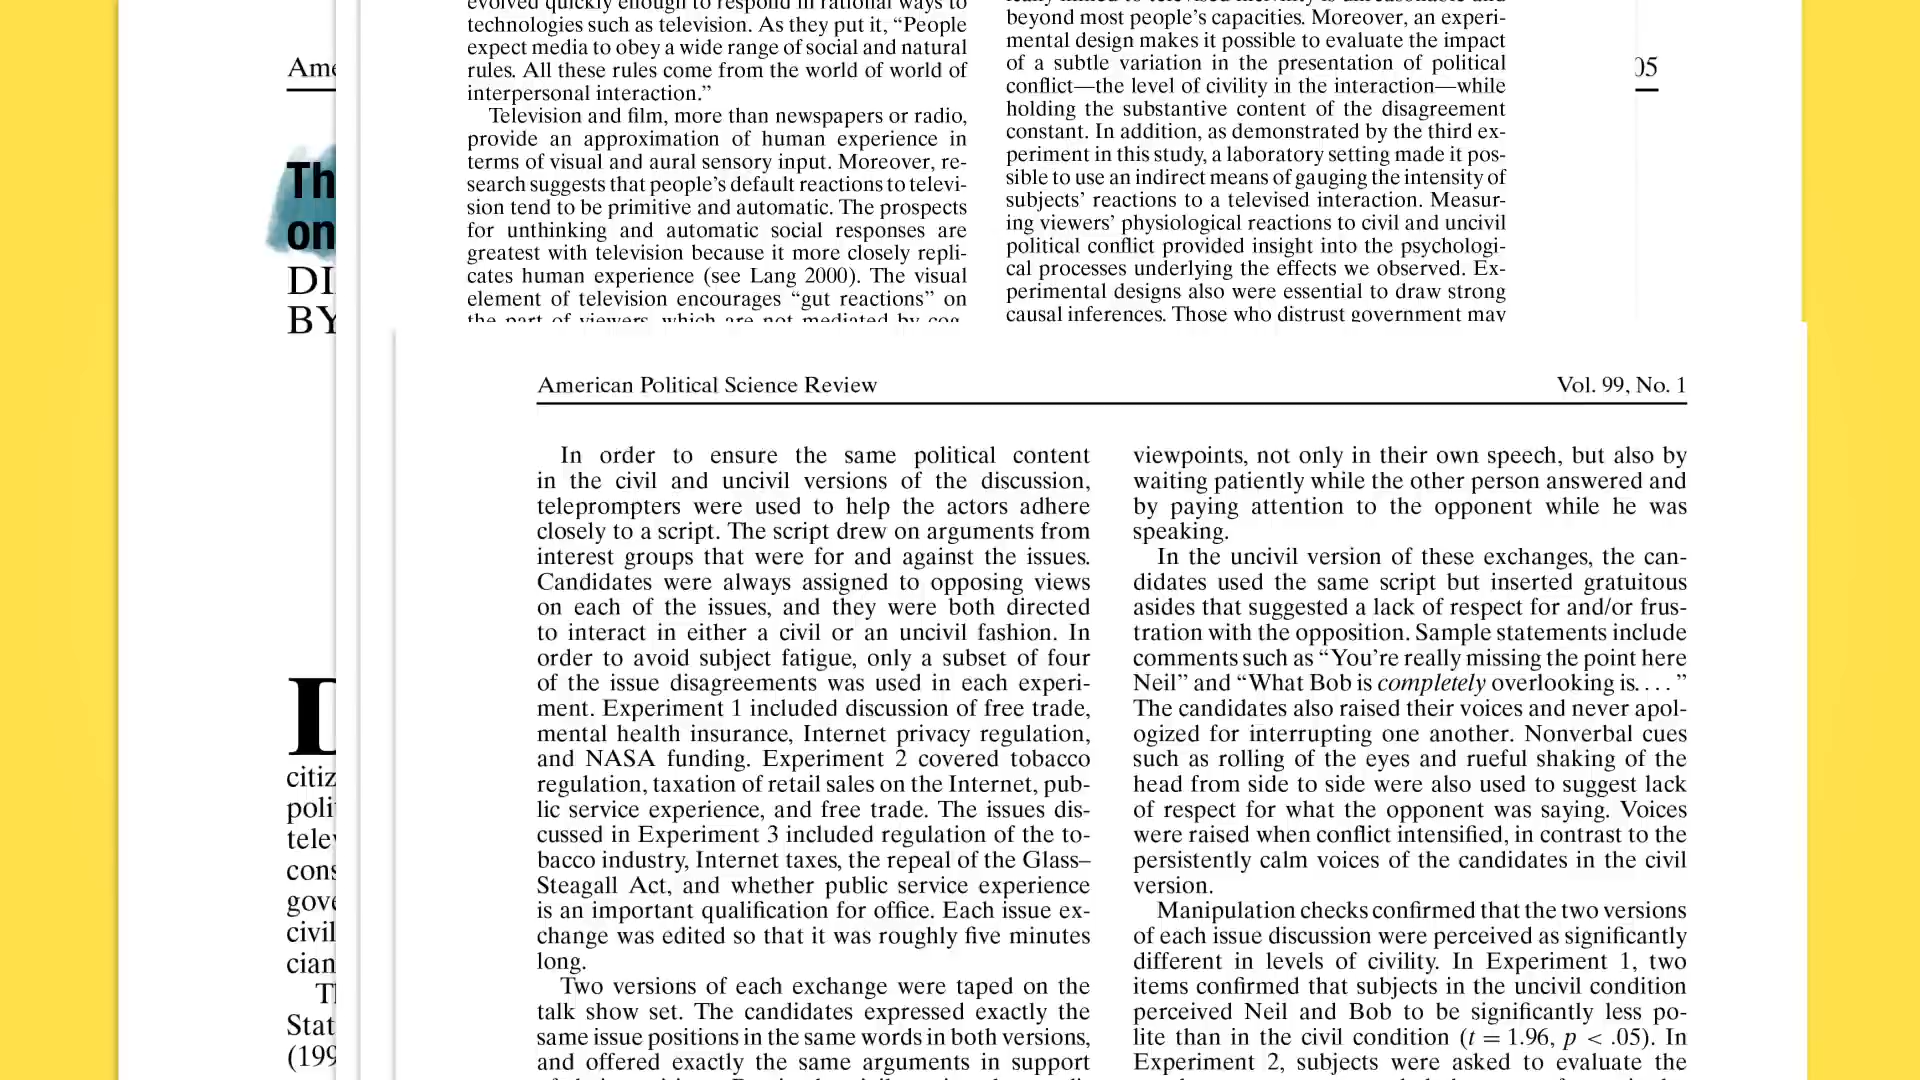 Ame
05
Th
on
DI
BY
D
citiz
poli
telev
cons
gove
civil
cian
Th
Stat
(199
evolved quickly enough to respond in rational ways to
technologies such as television. As they put it, “People
expect media to obey a wide range of social and natural
rules. All these rules come from the world of world of
interpersonal interaction.”
Television and film, more than newspapers or radio,
provide an approximation of human experience in
terms of visual and aural sensory input. Moreover, re-
search suggests that people’s default reactions to televi-
sion tend to be primitive and automatic. The prospects
for unthinking and automatic social responses are
greatest with television because it more closely repli-
cates human experience (see Lang 2000). The visual
element of television encourages “gut reactions” on
the part of viewers, which are not mediated by cog-
beyond most people’s capacities. Moreover, an experi-
mental design makes it possible to evaluate the impact
of a subtle variation in the presentation of political
conflict—the level of civility in the interaction—while
holding the substantive content of the disagreement
constant. In addition, as demonstrated by the third ex-
periment in this study, a laboratory setting made it pos-
sible to use an indirect means of gauging the intensity of
subjects’ reactions to a televised interaction. Measur-
ing viewers’ physiological reactions to civil and uncivil
political conflict provided insight into the psychologi-
cal processes underlying the effects we observed. Ex-
perimental designs also were essential to draw strong
causal inferences. Those who distrust government may
American Political Science Review
Vol. 99, No. 1
In order to ensure the same political content
in the civil and uncivil versions of the discussion,
teleprompters were used to help the actors adhere
closely to a script. The script drew on arguments from
interest groups that were for and against the issues.
Candidates were always assigned to opposing views
on each of the issues, and they were both directed
to interact in either a civil or an uncivil fashion. In
order to avoid subject fatigue, only a subset of four
of the issue disagreements was used in each experi-
ment. Experiment 1 included discussion of free trade,
mental health insurance, Internet privacy regulation,
and NASA funding. Experiment 2 covered tobacco
regulation, taxation of retail sales on the Internet, pub-
lic service experience, and free trade. The issues dis-
cussed in Experiment 3 included regulation of the to-
bacco industry, Internet taxes, the repeal of the Glass–
Steagall Act, and whether public service experience
is an important qualification for office. Each issue ex-
change was edited so that it was roughly five minutes
long.
Two versions of each exchange were taped on the
talk show set. The candidates expressed exactly the
same issue positions in the same words in both versions,
and offered exactly the same arguments in support
viewpoints, not only in their own speech, but also by
waiting patiently while the other person answered and
by paying attention to the opponent while he was
speaking.
In the uncivil version of these exchanges, the can-
didates used the same script but inserted gratuitous
asides that suggested a lack of respect for and/or frus-
tration with the opposition. Sample statements include
comments such as “You’re really missing the point here
Neil” and “What Bob is completely overlooking is. . . . ”
The candidates also raised their voices and never apol-
ogized for interrupting one another. Nonverbal cues
such as rolling of the eyes and rueful shaking of the
head from side to side were also used to suggest lack
of respect for what the opponent was saying. Voices
were raised when conflict intensified, in contrast to the
persistently calm voices of the candidates in the civil
version.
Manipulation checks confirmed that the two versions
of each issue discussion were perceived as significantly
different in levels of civility. In Experiment 1, two
items confirmed that subjects in the uncivil condition
perceived Neil and Bob to be significantly less po-
lite than in the civil condition (t = 1.96, p < .05). In
Experiment 2, subjects were asked to evaluate the